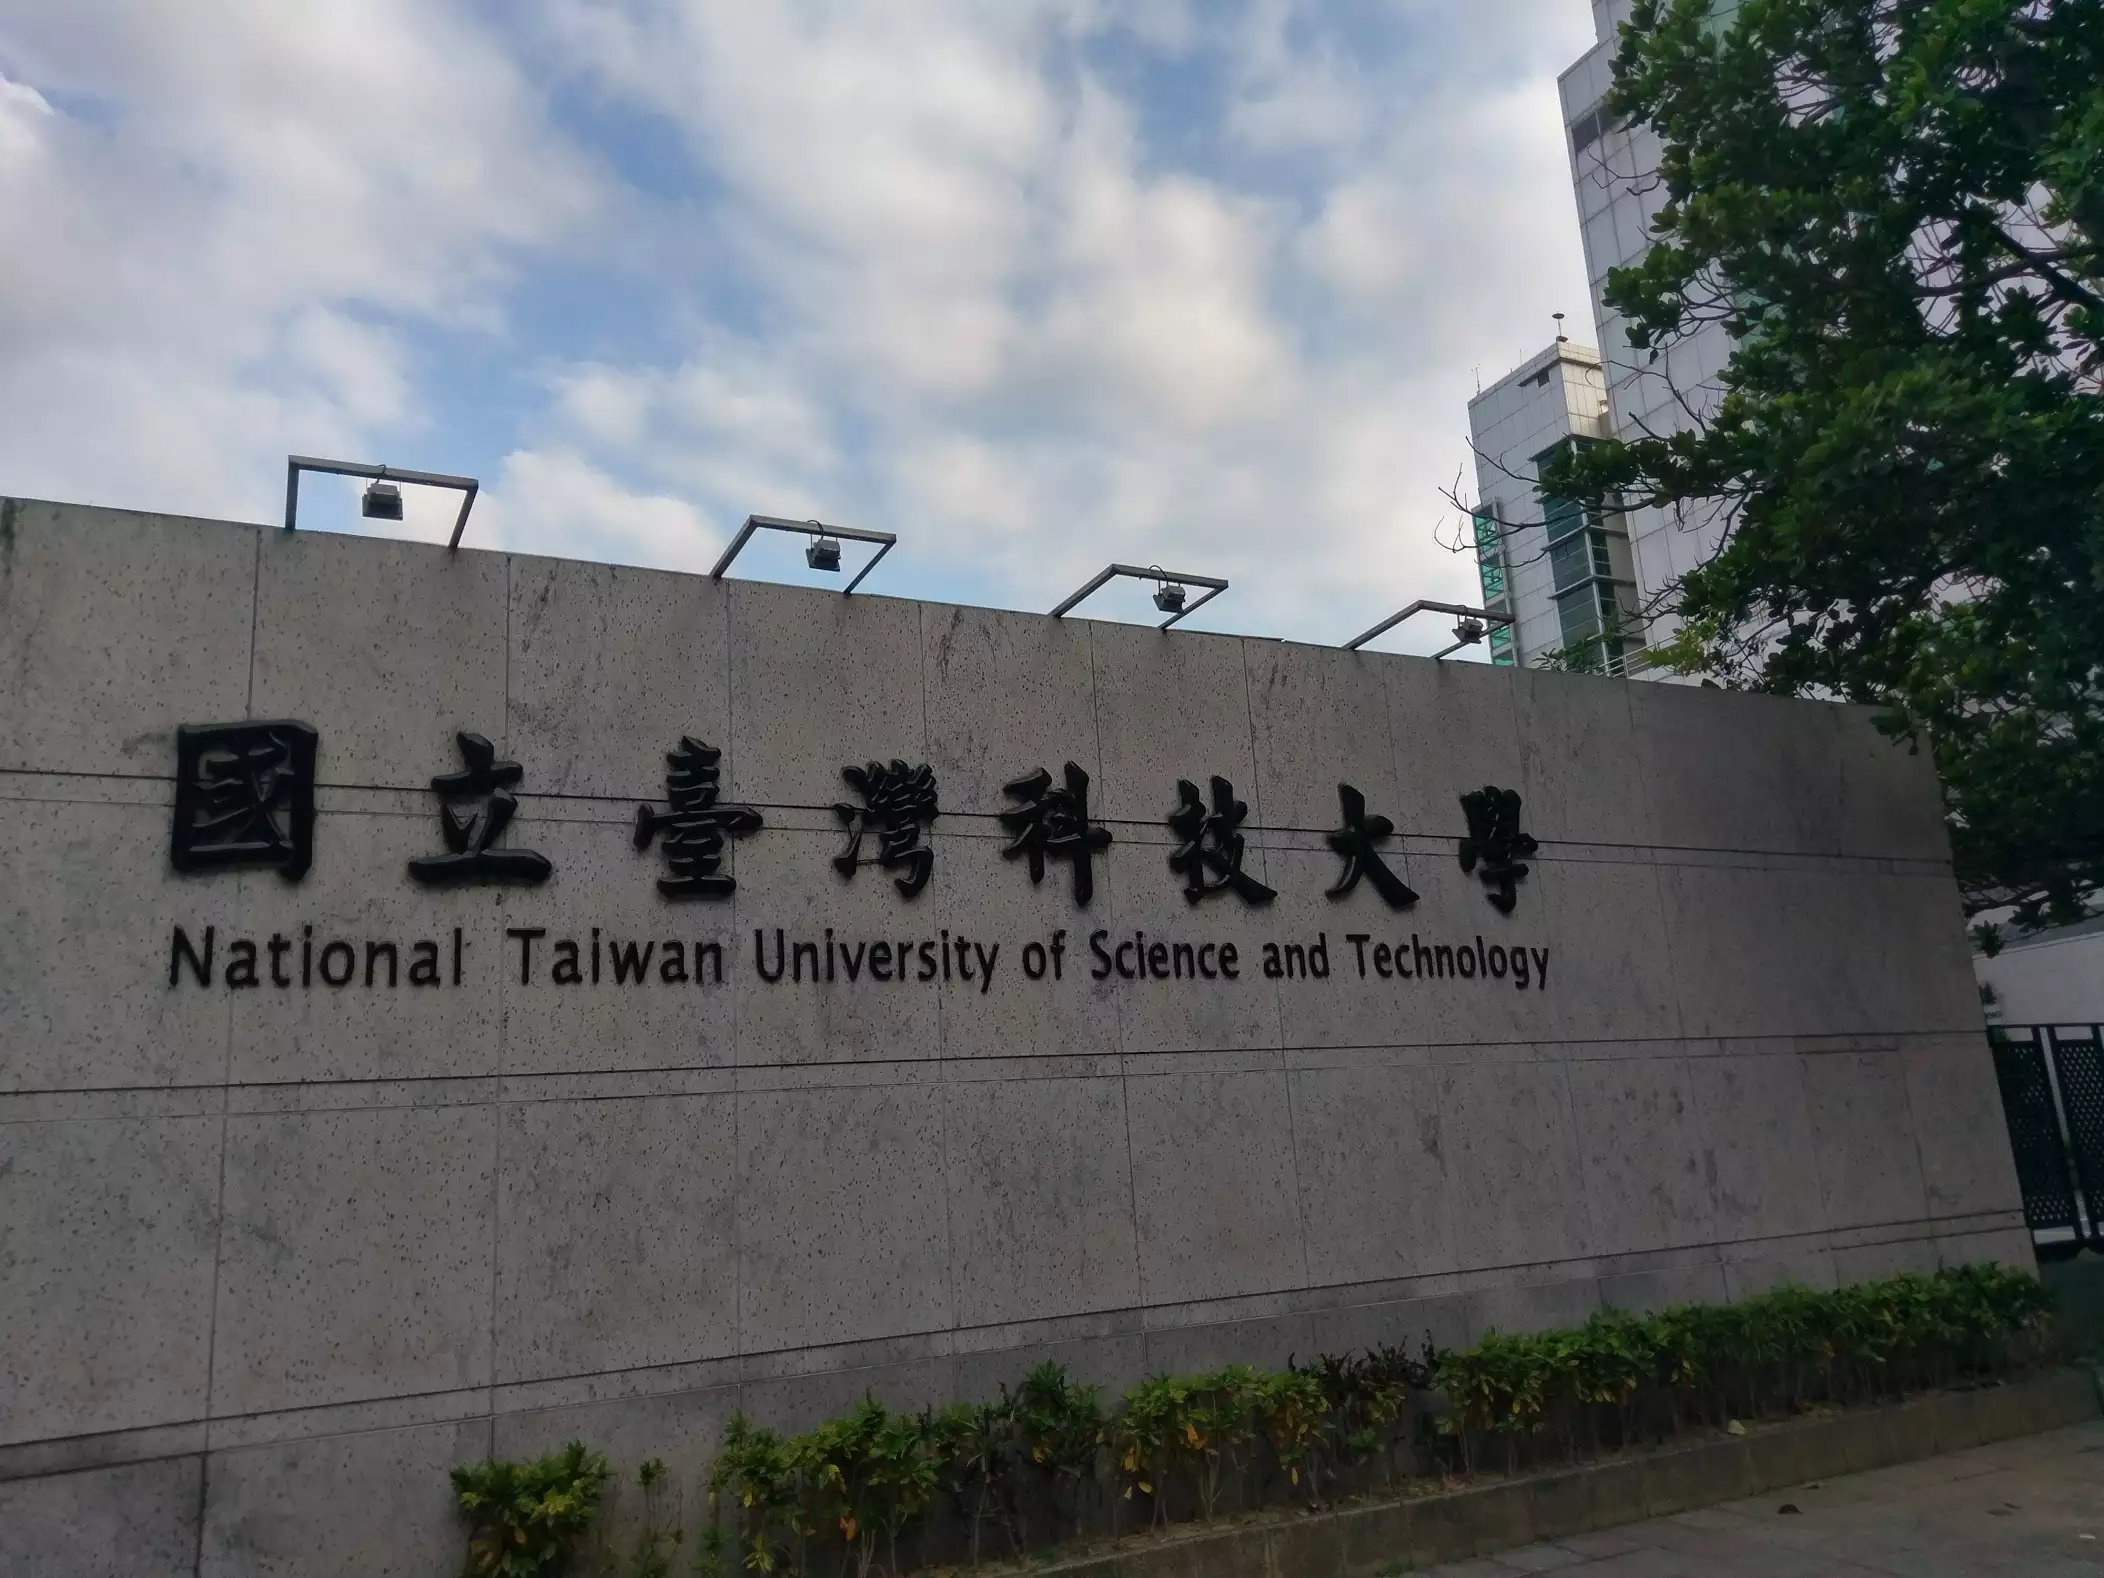 國立臺灣科技大學
National Taiwan University of Science and Technology